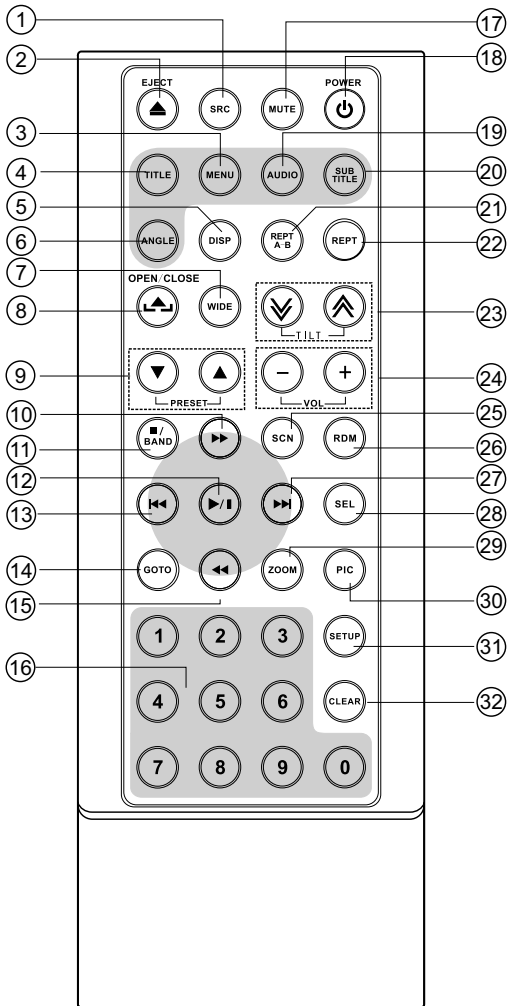 1 17
2 18
EJECT POWER
SRC MUTE
3 19
4 20
TITLE MENU AUDIO SUB TITLE
5 21
6 22
ANGLE DISP REPT A-B REPT
7
OPEN/CLOSE
8 WIDE 23
TILT
9 24
− +
PRESET VOL
10 25
11 26
■/BAND SCN RDM
12 27
13 28
SEL
14 29
GOTO ZOOM PIC
15 30
1 2 3 SETUP
31
16
4 5 6 CLEAR
32
7 8 9 0